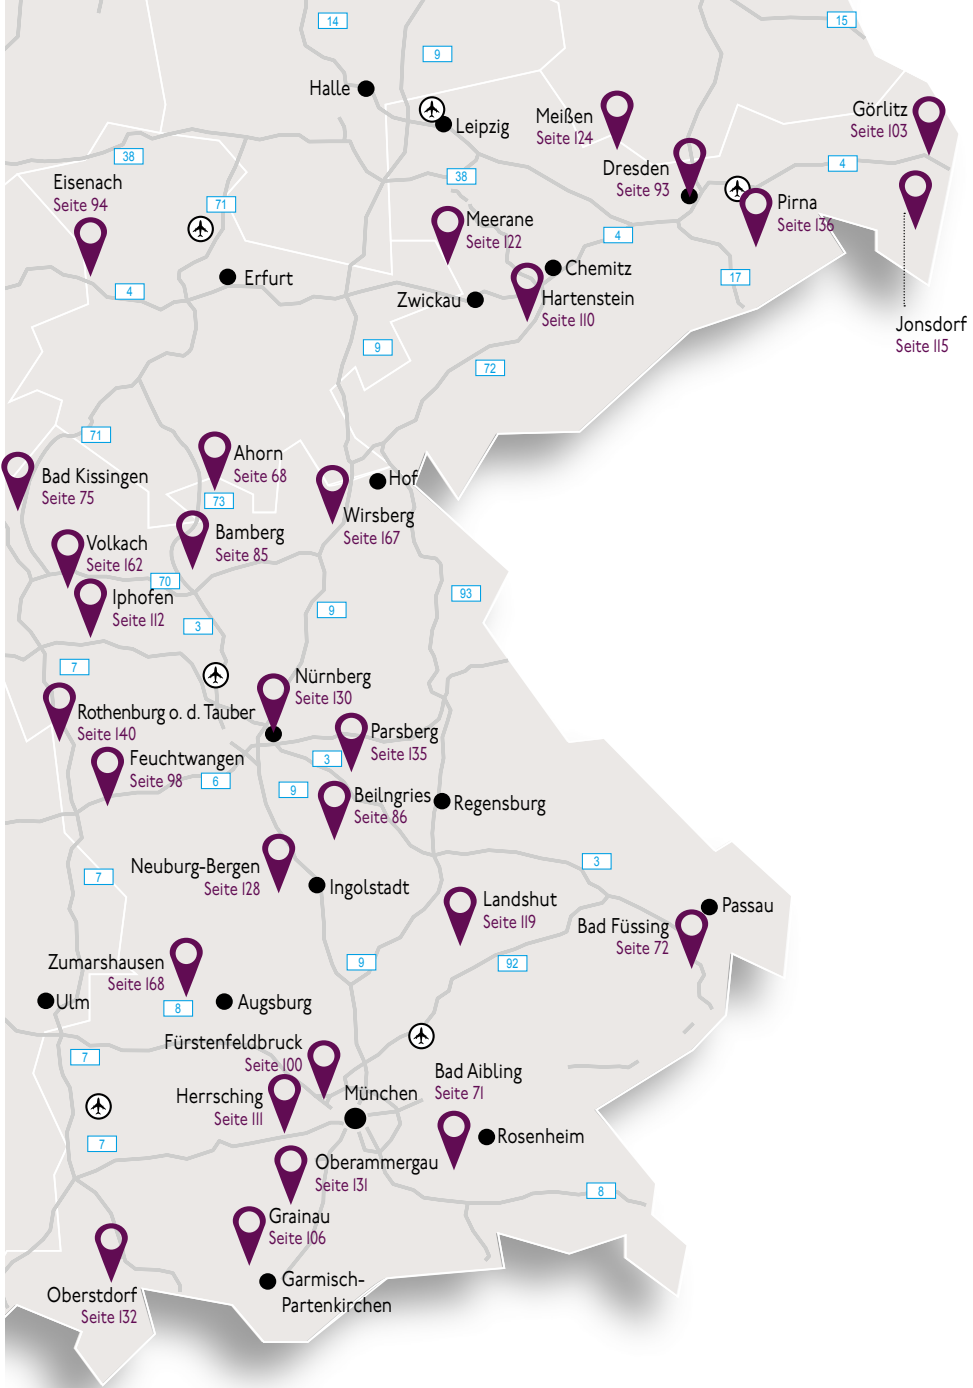 14
15
9
Halle
Leipzig
Meißen
Seite 124
Görlitz
Seite 103
38
Eisenach
Seite 94
71
38
Dresden
Seite 93
4
Pirna
Seite 136
Meerane
Seite 122
4
Erfurt
4
Chemitz
Zwickau
Hartenstein
Seite 110
17
Jonsdorf
Seite 115
9
72
71
Ahorn
Seite 68
Bad Kissingen
Seite 75
Hof
73
Wirsberg
Seite 167
Bamberg
Seite 85
Volkach
Seite 162
70
Iphofen
Seite 112
93
9
3
7
Nürnberg
Seite 130
Rothenburg o. d. Tauber
Seite 140
Parsberg
Seite 135
Feuchtwangen
Seite 98
6
3
9
Beilngries
Seite 86
Regensburg
Neuburg-Bergen
Seite 128
7
Ingolstadt
3
Landshut
Seite 119
Passau
Bad Füssing
Seite 72
Zumarshausen
Seite 168
9
92
Ulm
8
Augsburg
Fürstenfeldbruck
Seite 100
7
Bad Aibling
Seite 71
Herrsching
Seite 111
München
7
Rosenheim
Oberammergau
Seite 131
8
Grainau
Seite 106
Garmisch-
Partenkirchen
Oberstdorf
Seite 132